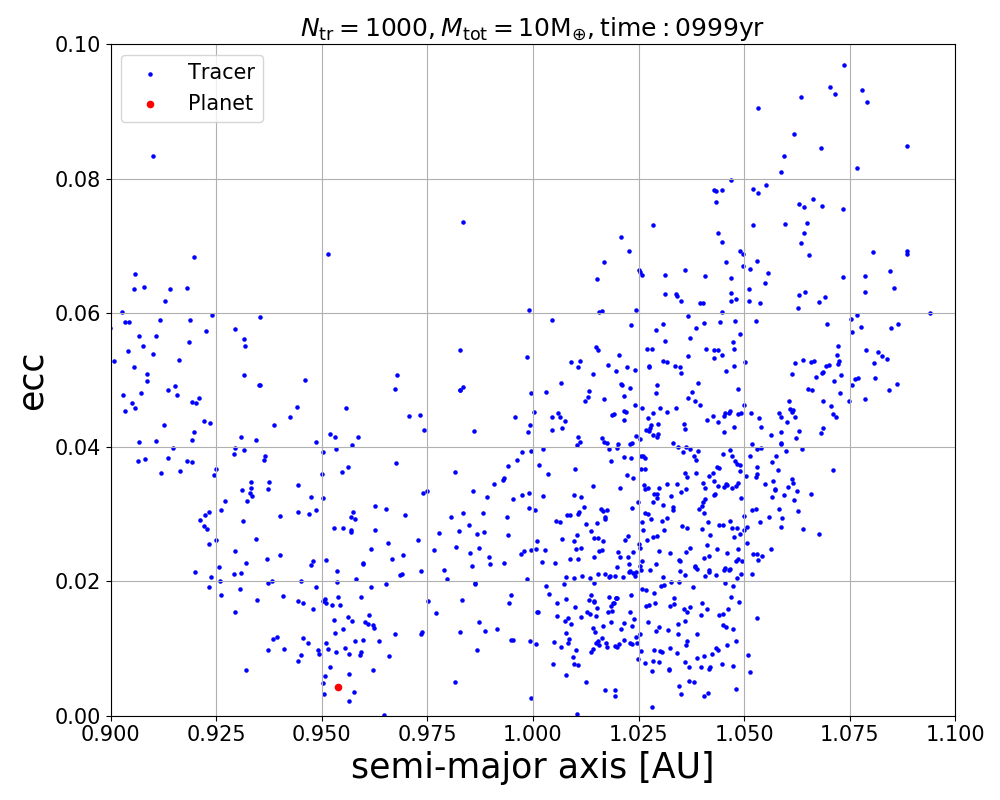 N_tr = 1000, M_tot = 10M_⊕, time : 0999yr
0.10
Tracer
Planet
0.08
0.06
0.04
0.02
0.00
ecc
0.900 0.925 0.950 0.975 1.000 1.025 1.050 1.075 1.100
semi-major axis [AU]